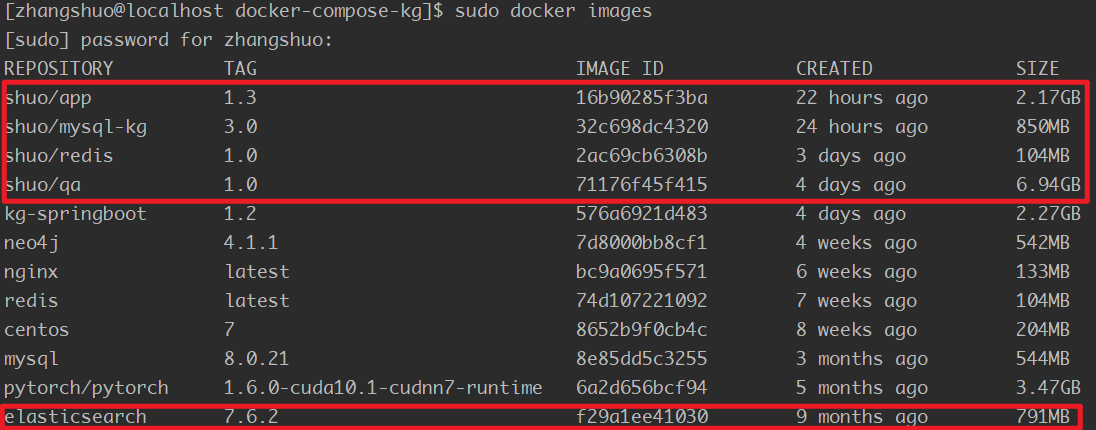 [zhangshuo@localhost docker-compose-kg]$ sudo docker images
[sudo] password for zhangshuo:
REPOSITORY TAG IMAGE ID CREATED SIZE
shuo/app 1.3 16b90285f3ba 22 hours ago 2.17GB
shuo/mysql-kg 3.0 32c698dc4320 24 hours ago 850MB
shuo/redis 1.0 2ac69cb6308b 3 days ago 104MB
shuo/qa 1.0 71176f45f415 4 days ago 6.94GB
kg-springboot 1.2 576a6921d483 4 days ago 2.27GB
neo4j 4.1.1 7d8000bb8cf1 4 weeks ago 542MB
nginx latest bc9a0695f571 6 weeks ago 133MB
redis latest 74d107221092 7 weeks ago 104MB
centos 7 8652b9f0cb4c 8 weeks ago 204MB
mysql 8.0.21 8e85dd5c3255 3 months ago 544MB
pytorch/pytorch 1.6.0-cuda10.1-cudnn7-runtime 6a2d656bcf94 5 months ago 3.47GB
elasticsearch 7.6.2 f29a1ee41030 9 months ago 791MB